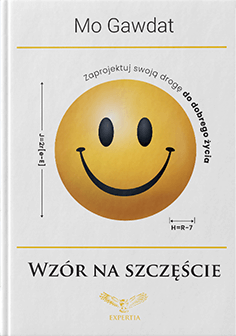 Mo Gawdat
Zaprojektuj swoją drogę do dobrego życia
H=R-7
WZÓR NA SZCZĘŚCIE
EXPERTIA